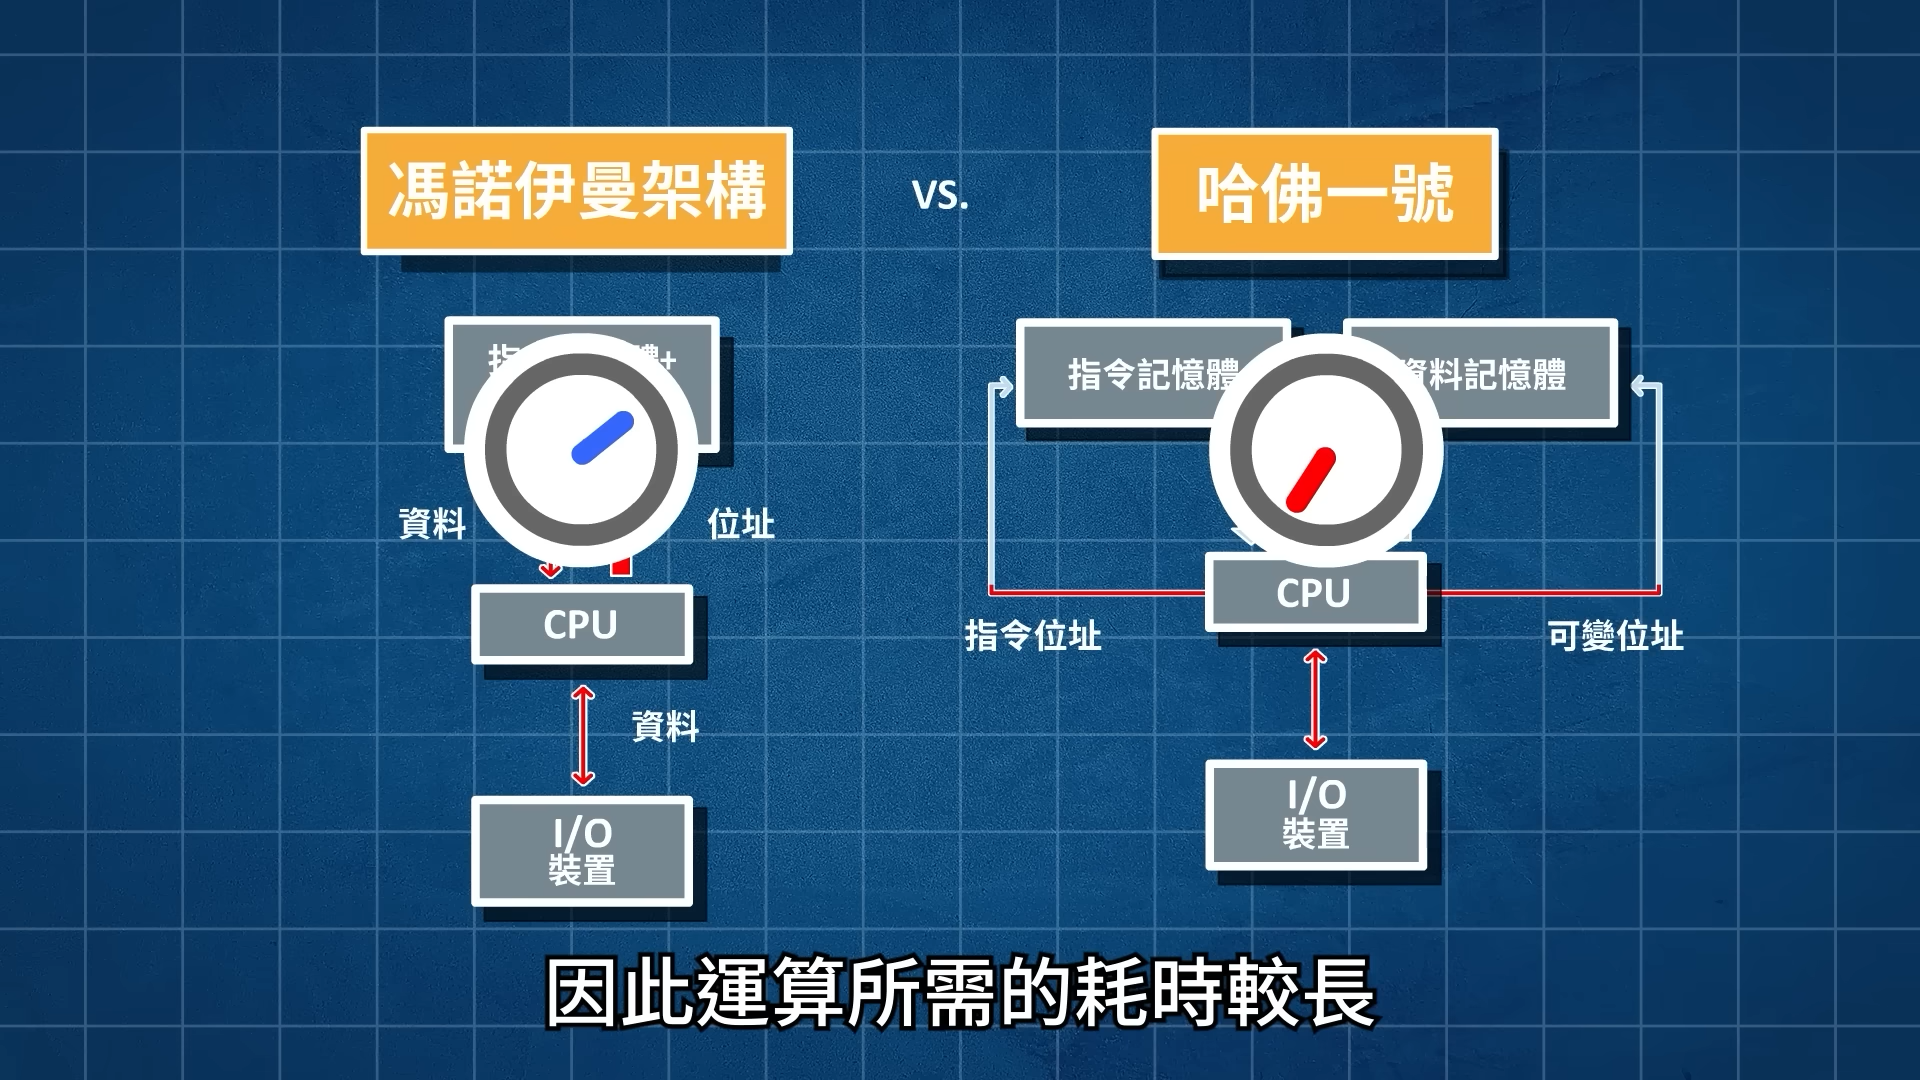 馮諾伊曼架構
VS.
哈佛一號
指 體+
資料
位址
CPU
資料
I/O
裝置
指令記憶體
資料記憶體
CPU
指令位址
可變位址
I/O
裝置
因此運算所需的耗時較長